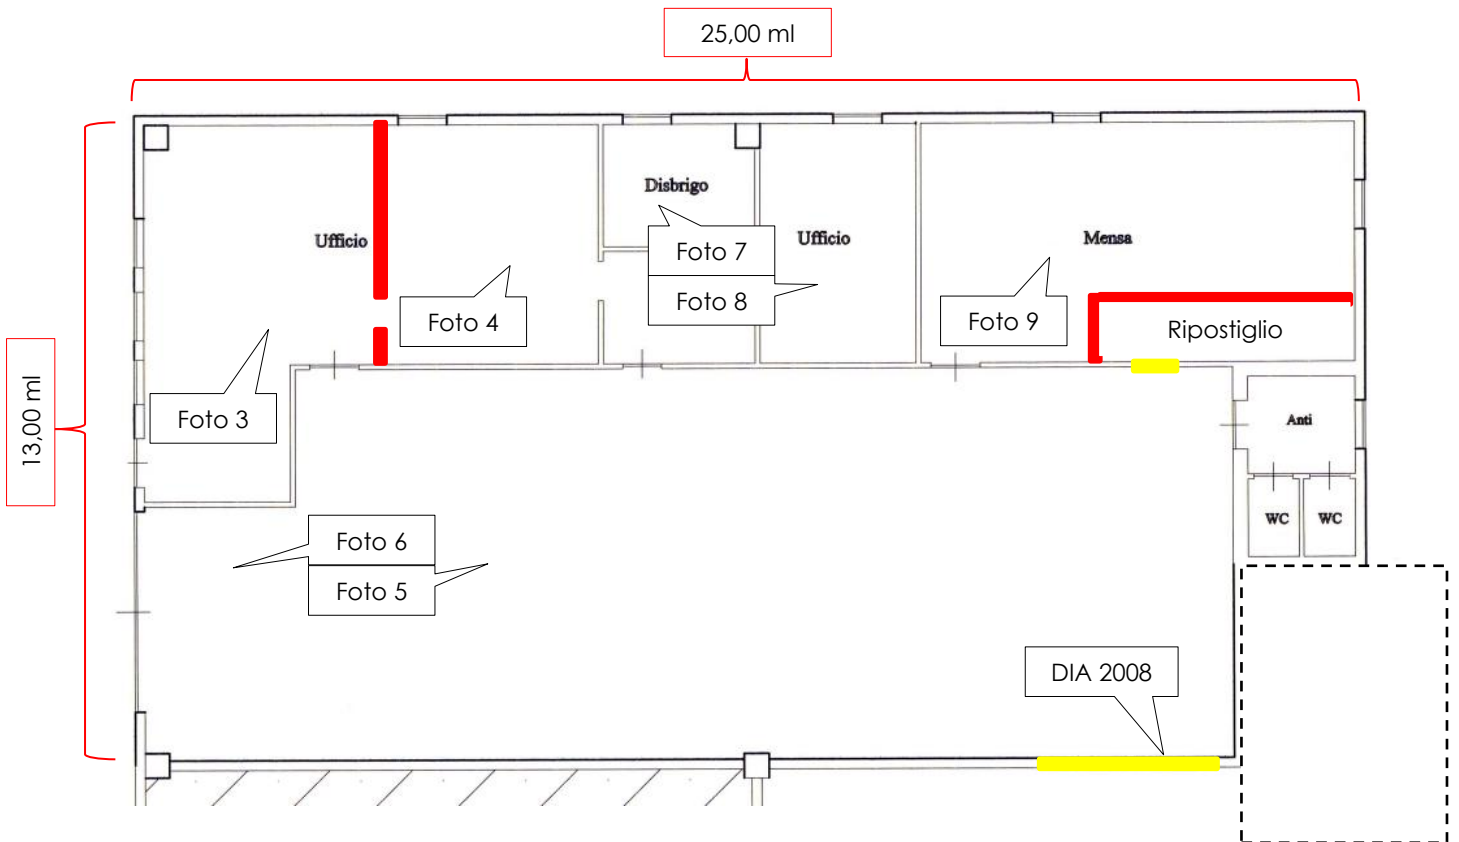 25,00 ml
13,00 ml
Disbrigo
Ufficio
Foto 7
Ufficio
Mensa
Foto 8
Foto 4
Foto 9
Ripostiglio
Foto 3
Anti
WC
WC
Foto 6
Foto 5
DIA 2008